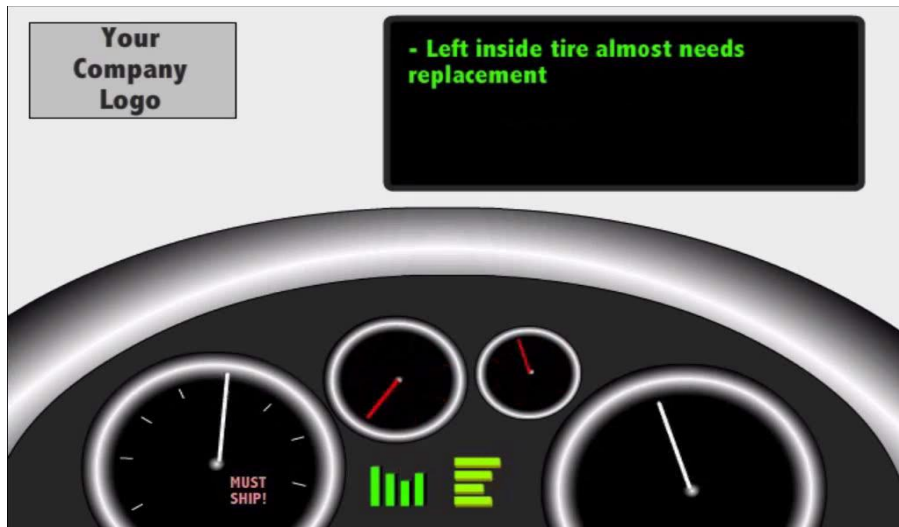 Your
Company
Logo
- Left inside tire almost needs
replacement
MUST
SHIP!